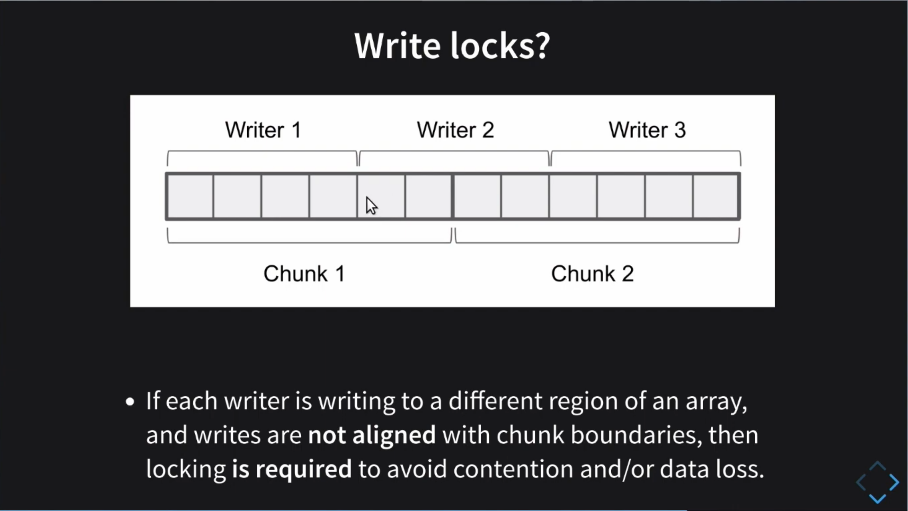 Write locks?
Writer 1 Writer 2 Writer 3
Chunk 1 Chunk 2
• If each writer is writing to a different region of an array,
and writes are not aligned with chunk boundaries, then
locking is required to avoid contention and/or data loss.